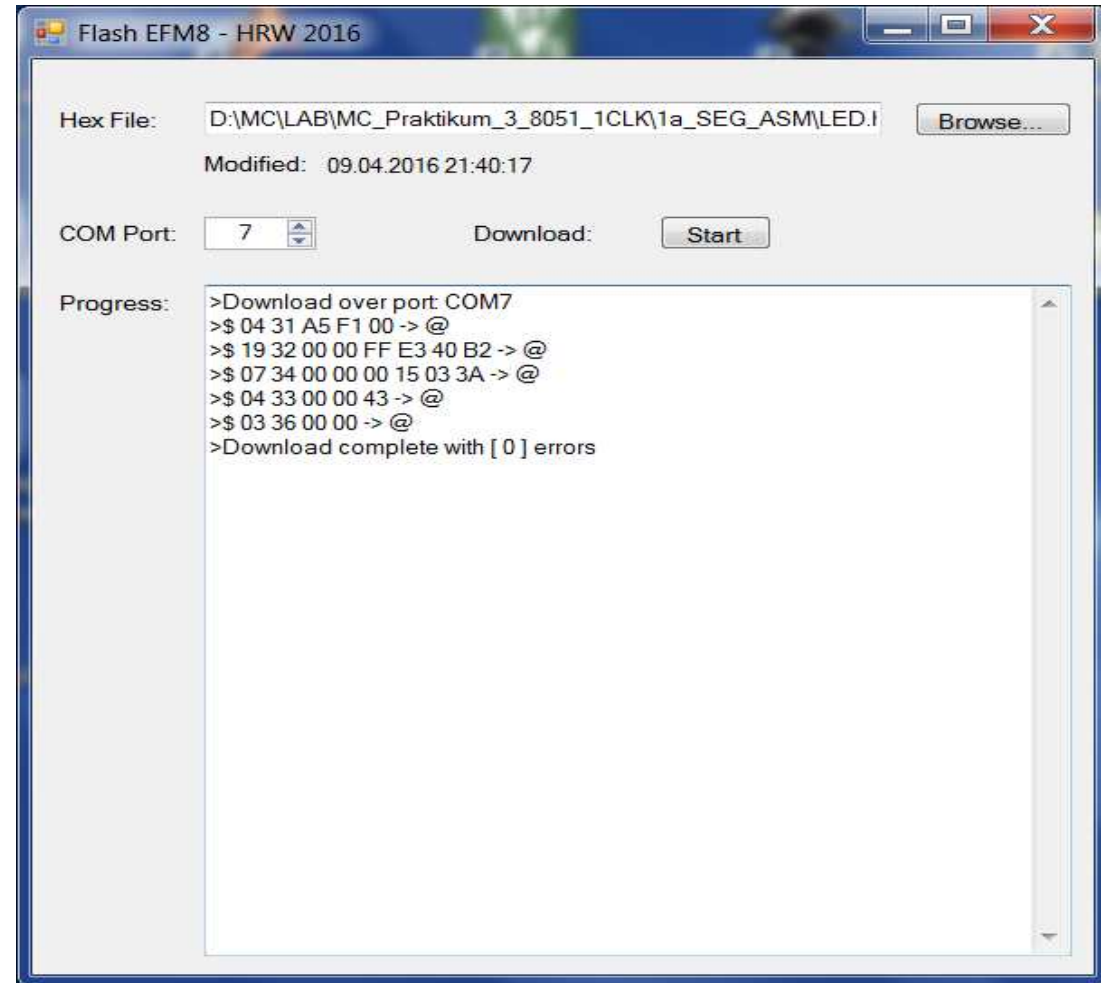 Flash EFM8 - HRW 2016
Hex File: D:\MC\LAB\MC_Praktikum_3_8051_1CLK\1a_SEG_ASM\LED.H Browse...
Modified: 09.04.2016 21:40:17
COM Port: 7 Download: Start
Progress: >Download over port: COM7
>$ 04 31 A5 F1 00 -> @
>$ 19 32 00 00 FF E3 40 B2 -> @
>$ 07 34 00 00 00 15 03 3A -> @
>$ 04 33 00 00 43 -> @
>$ 03 36 00 00 -> @
>Download complete with [ 0 ] errors